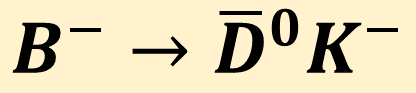 B⁻ → D̅⁰K⁻